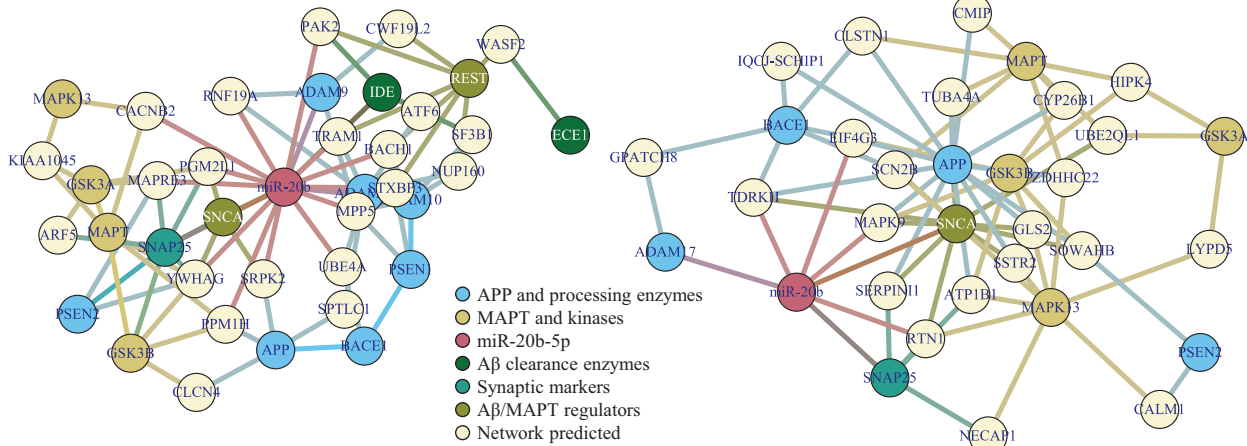 PAK2
CWF19L2
WASF2
REST
MAPK13
CACNB2
RNF19A
ADAM9
IDE
ATF6
TRAM1
SF3B1
ECE1
KIAA1045
BACH1
NUP160
GSK3A
MAPRE3
PGM2L1
miR-20b
STXBP3
MPP5
SNCA
ARF5
MAPT
SNAP25
YWHAG
SRPK2
UBE4A
PSEN1
PSEN2
PPM1H
SPTLC1
GSK3B
APP
BACE1
CLCN4
APP and processing enzymes
MAPT and kinases
miR-20b-5p
Aβ clearance enzymes
Synaptic markers
Aβ/MAPT regulators
Network predicted
CMIP
CLSTN1
IQCJ-SCHIP1
MAPT
HIPK4
TUBA4A
CYP26B1
BACE1
EIF4G3
UBE2QL1
GSK3A
GPATCH8
SCN2B
APP
GSK3B
ZDHHC22
MAPK9
SNCA
GLS2
SOWAHB
LYPD5
ADAM17
SSTR2
miR-20b
SERPINI1
ATP1B1
MAPK13
RTN1
PSEN2
SNAP25
CALM1
NECAP1